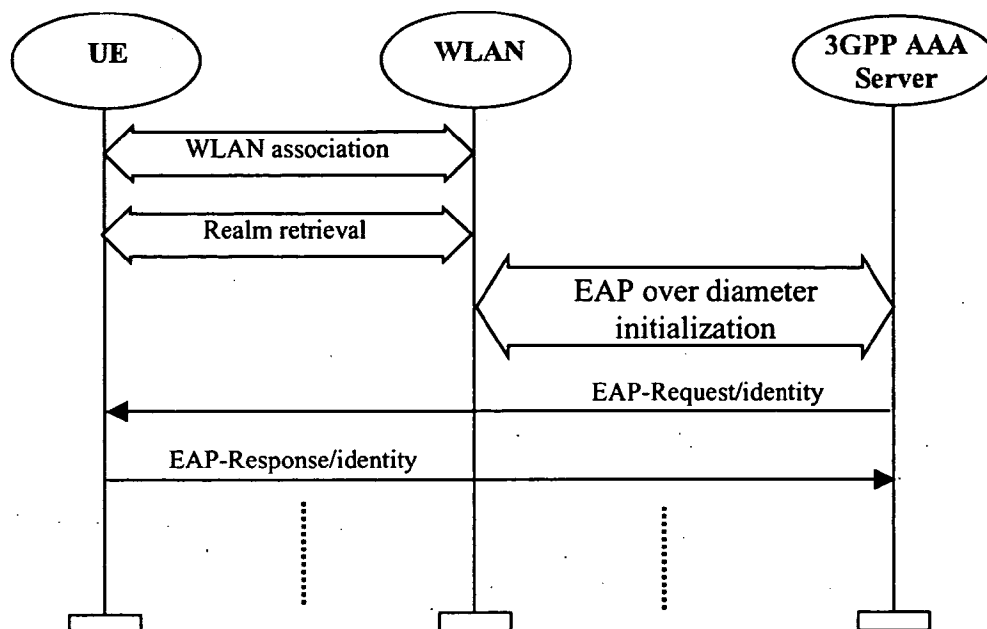 UE
WLAN
3GPP AAA
Server
WLAN association
Realm retrieval
EAP over diameter
initialization
EAP-Request/identity
EAP-Response/identity